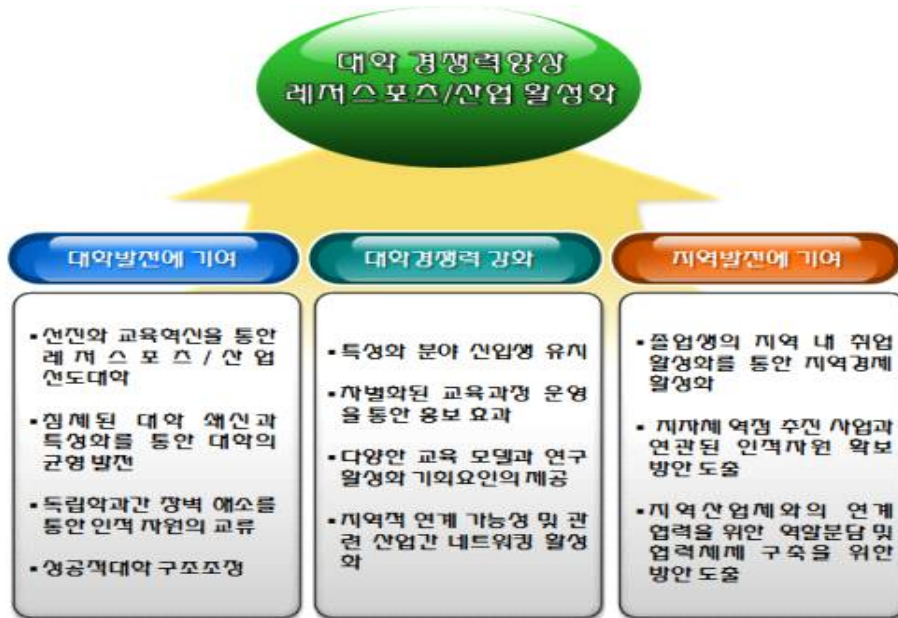 대학 경쟁력향상
레저스포츠/산업 활성화
대학발전에 기여
▪선진화 교육혁신을 통한
레저스포츠/산업
선도대학
▪침체된 대학 쇄신과
특성화를 통한 대학의
균형 발전
▪독립학과간 장벽 해소를
통한 인적 자원의 교류
▪성공적대학 구조조정
대학경쟁력 강화
▪특성화 분야 신입생 유치
▪차별화된 교육과정 운영
을 통한 홍보 효과
▪다양한 교육 모델과 연구
활성화 기회요인의 제공
▪지역적 연계 가능성 및 관
련 산업간 네트워킹 활성
화
지역발전에 기여
▪졸업생의 지역 내 취업
활성화를 통한 지역경제
활성화
▪지자체 역점 추진 사업과
연관된 인적자원 확보
방안 도출
▪지역산업체와의 연계
협력을 위한 역할분담 및
협력체제 구축을 위한
방안 도출